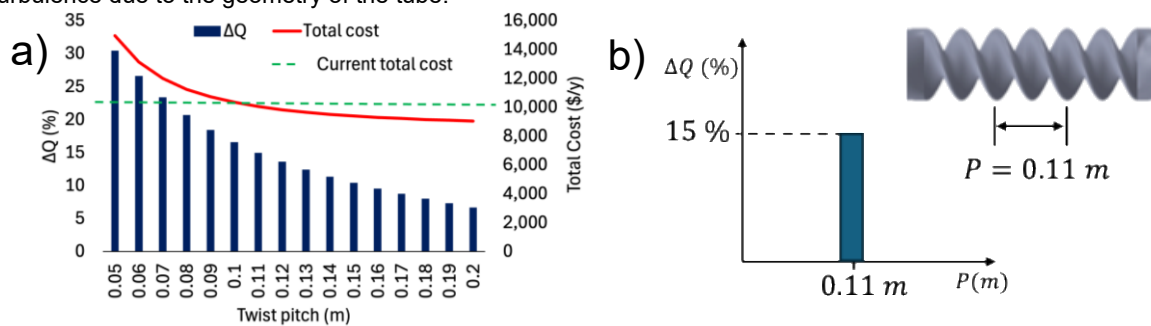 a)
ΔQ
Total cost
Current total cost
ΔQ (%)
35
30
25
20
15
10
5
0
16,000
14,000
12,000
10,000
8,000
6,000
4,000
2,000
0
Total Cost ($/y)
0.05
0.06
0.07
0.08
0.09
0.1
0.11
0.12
0.13
0.14
0.15
0.16
0.17
0.18
0.19
0.2
Twist pitch (m)
b)
ΔQ (%)
15 %
0.11 m
P(m)
P = 0.11 m